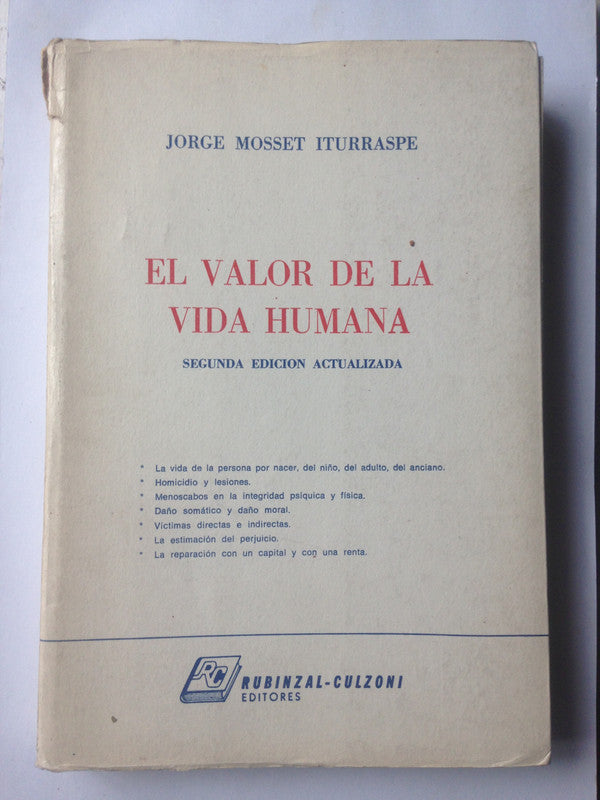 JORGE MOSSET ITURRASPE
EL VALOR DE LA
VIDA HUMANA
SEGUNDA EDICION ACTUALIZADA
* La vida de la persona por nacer, del niño, del adulto, del anciano.
* Homicidio y lesiones.
* Menoscabos en la integridad psíquica y física.
* Daño somático y daño moral.
* Víctimas directas e indirectas.
* La estimación del perjuicio.
* La reparación con un capital y con una renta.
RC
RUBINZAL-CULZONI
EDITORES